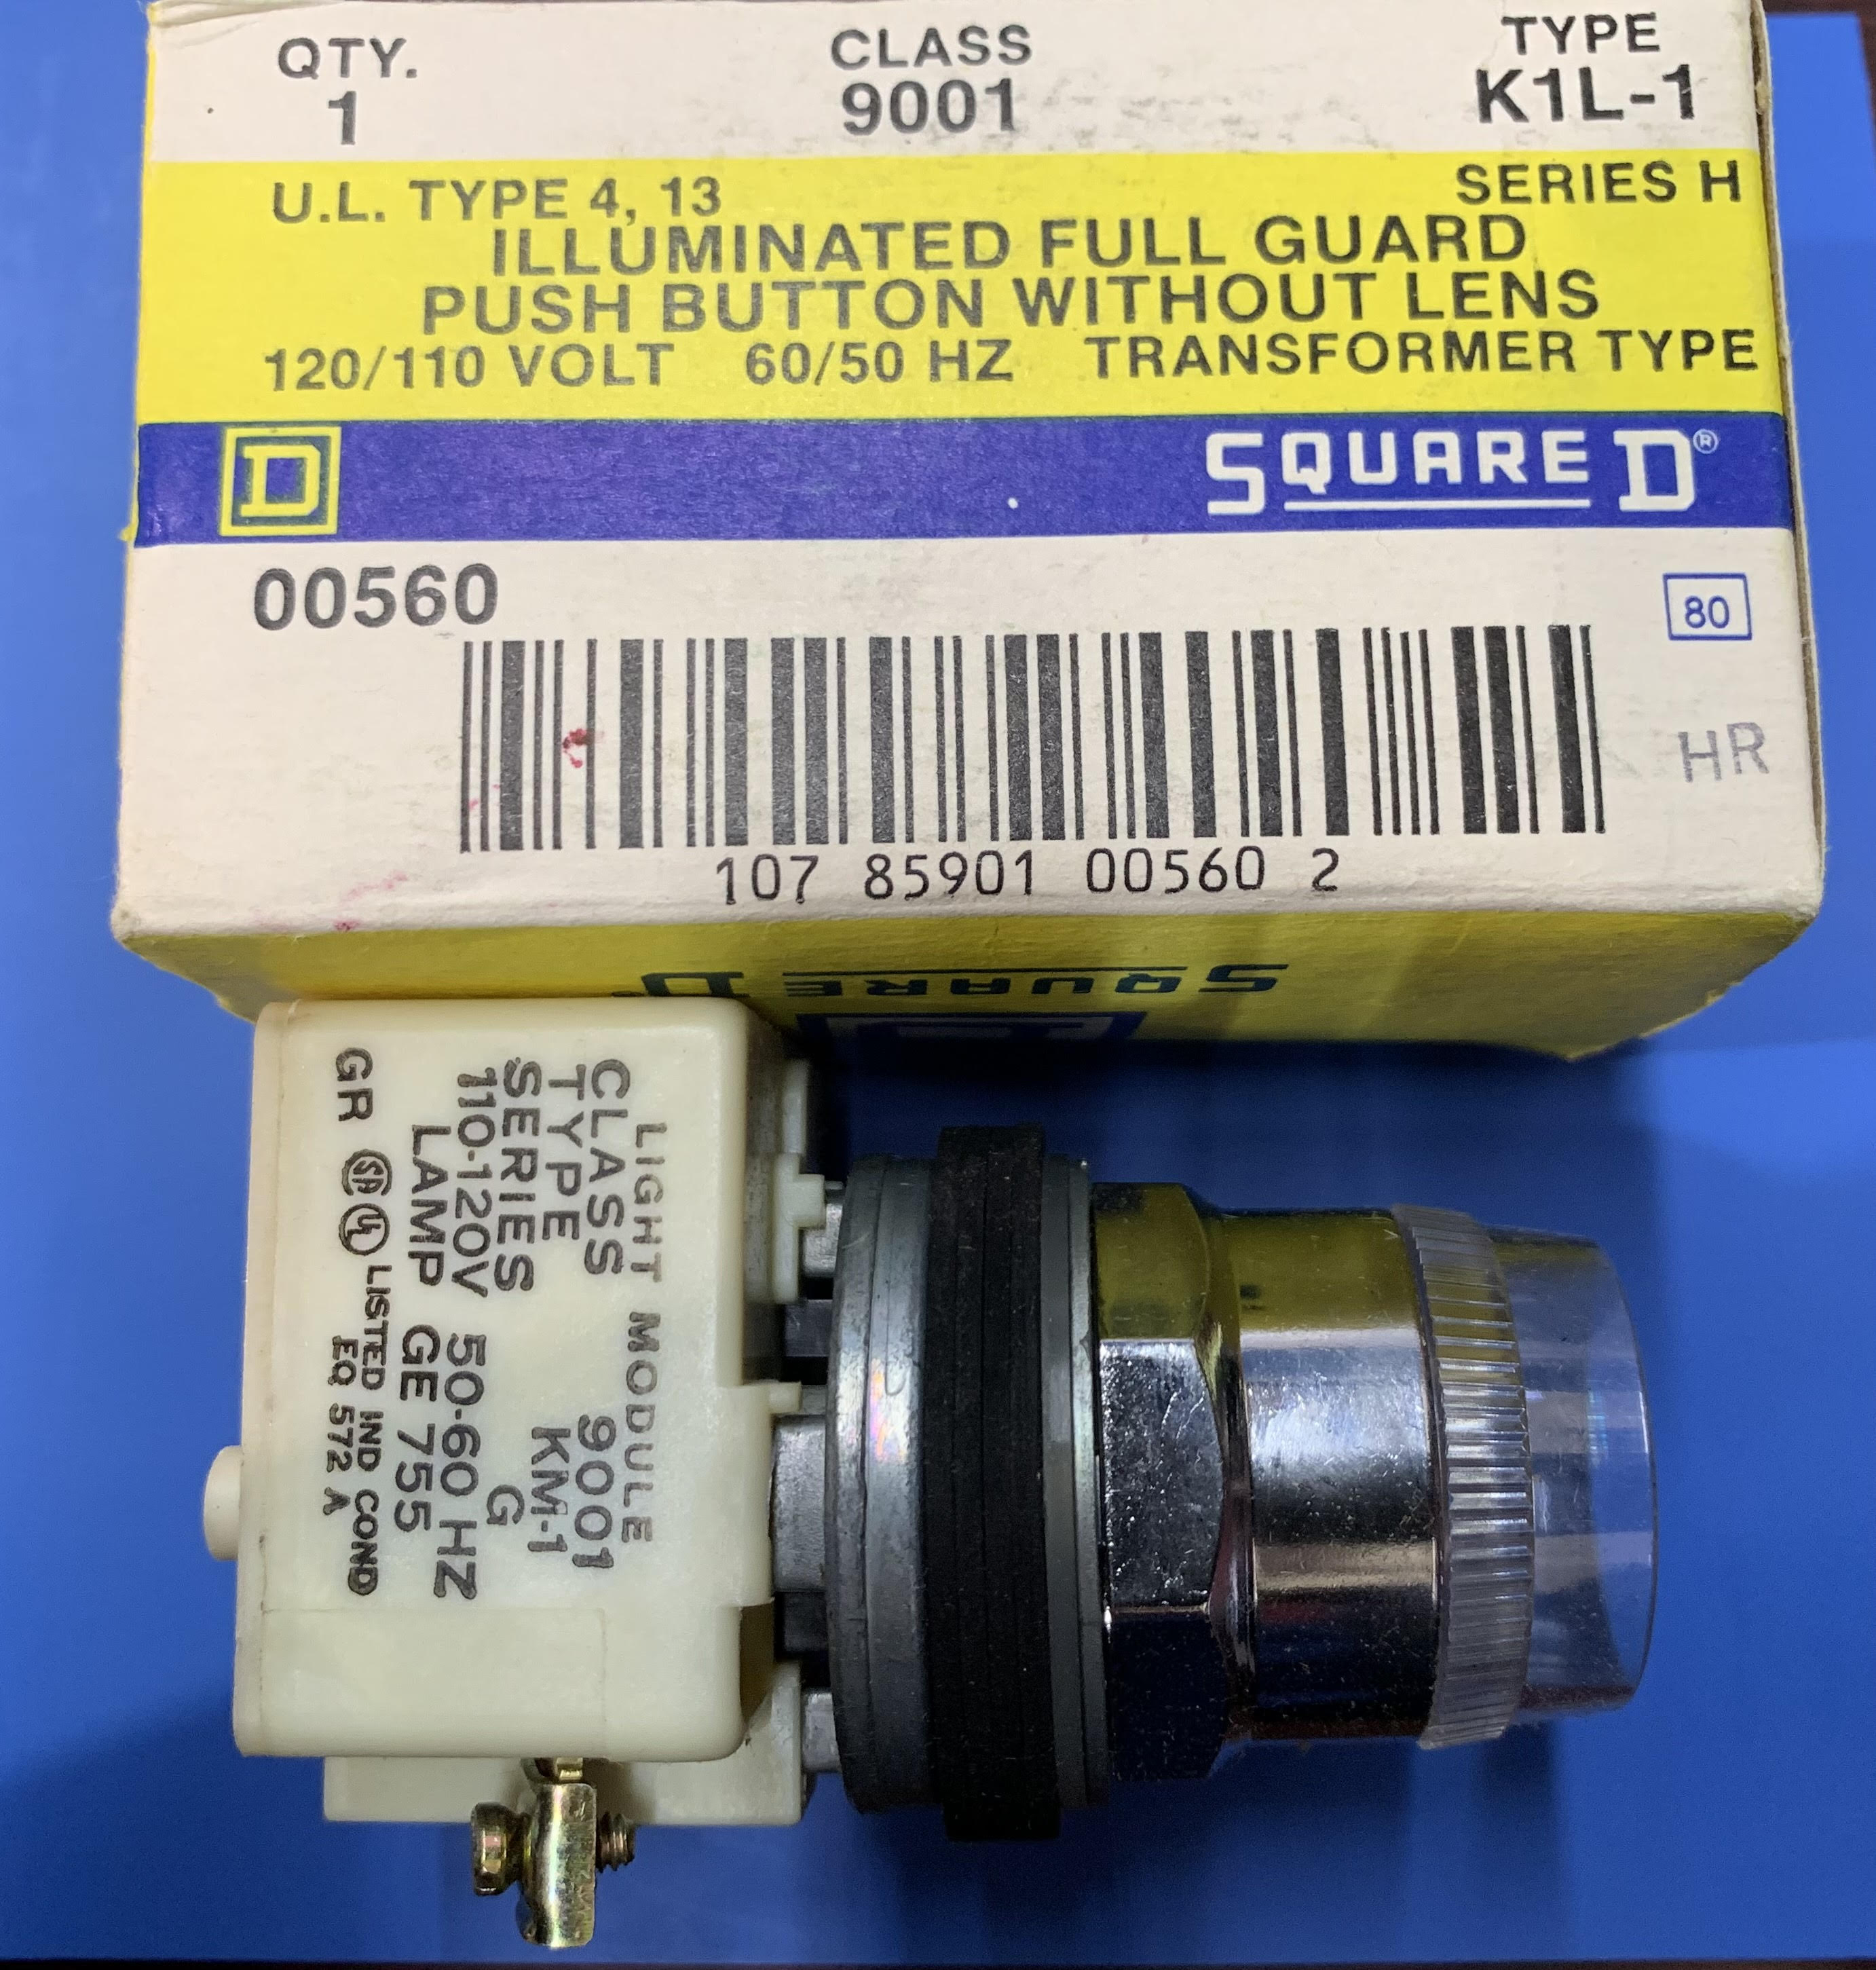 QTY. CLASS TYPE
1 9001 K1L-1
U.L. TYPE 4, 13 SERIES H
ILLUMINATED FULL GUARD
PUSH BUTTON WITHOUT LENS
120/110 VOLT 60/50 HZ TRANSFORMER TYPE
D SQUARE D®
00560
80
HR
107 85901 00560 2
SQUARE D
LIGHT MODULE
CLASS 9001
TYPE KM-1
SERIES G
110-120V 50-60 HZ
LAMP GE 755
GR SA UL LISTED IND COND
EQ 572 A